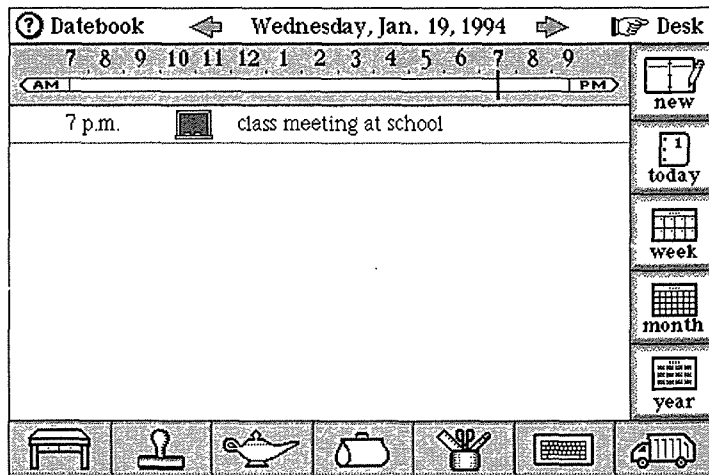 ? Datebook Wednesday, Jan. 19, 1994 Desk
7 8 9 10 11 12 1 2 3 4 5 6 7 8 9
AM PM
new
7 p.m. class meeting at school
1
today
week
month
year